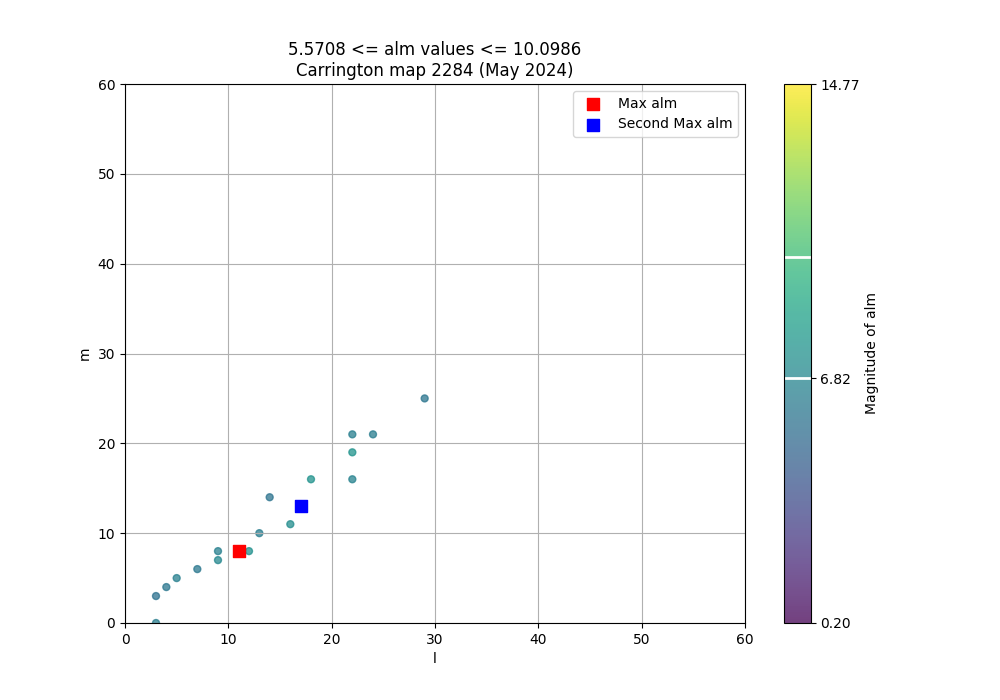 5.5708 <= alm values <= 10.0986
Carrington map 2284 (May 2024)
Max alm
Second Max alm
60
50
40
30
20
10
0
m
0 10 20 30 40 50 60
l
14.77
6.82
0.20
Magnitude of alm